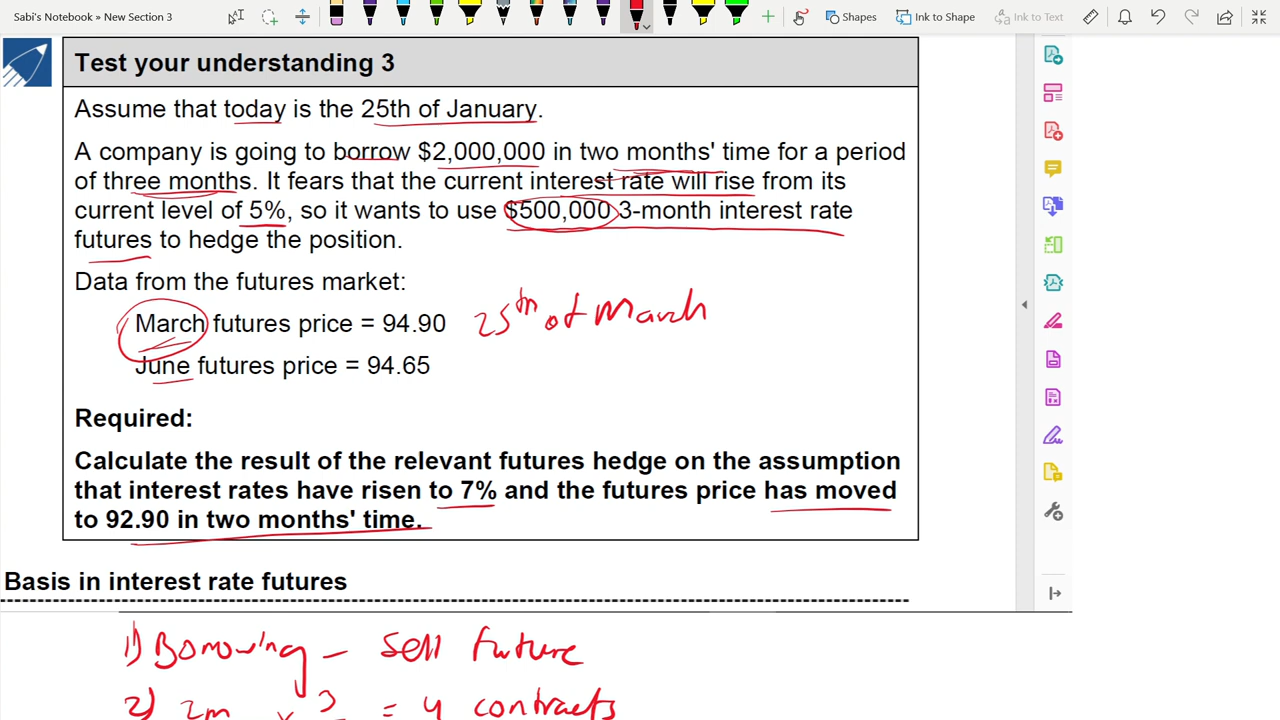 Sabi's Notebook » New Section 3
Shapes
Ink to Shape
Ink to Text
Test your understanding 3
Assume that today is the 25th of January.
A company is going to borrow $2,000,000 in two months' time for a period
of three months. It fears that the current interest rate will rise from its
current level of 5%, so it wants to use $500,000 3-month interest rate
futures to hedge the position.
Data from the futures market:
March futures price = 94.90
25th of March
June futures price = 94.65
Required:
Calculate the result of the relevant futures hedge on the assumption
that interest rates have risen to 7% and the futures price has moved
to 92.90 in two months' time.
Basis in interest rate futures
1) Borrowing – Sell future
2) 2m x 3 = 4 contracts